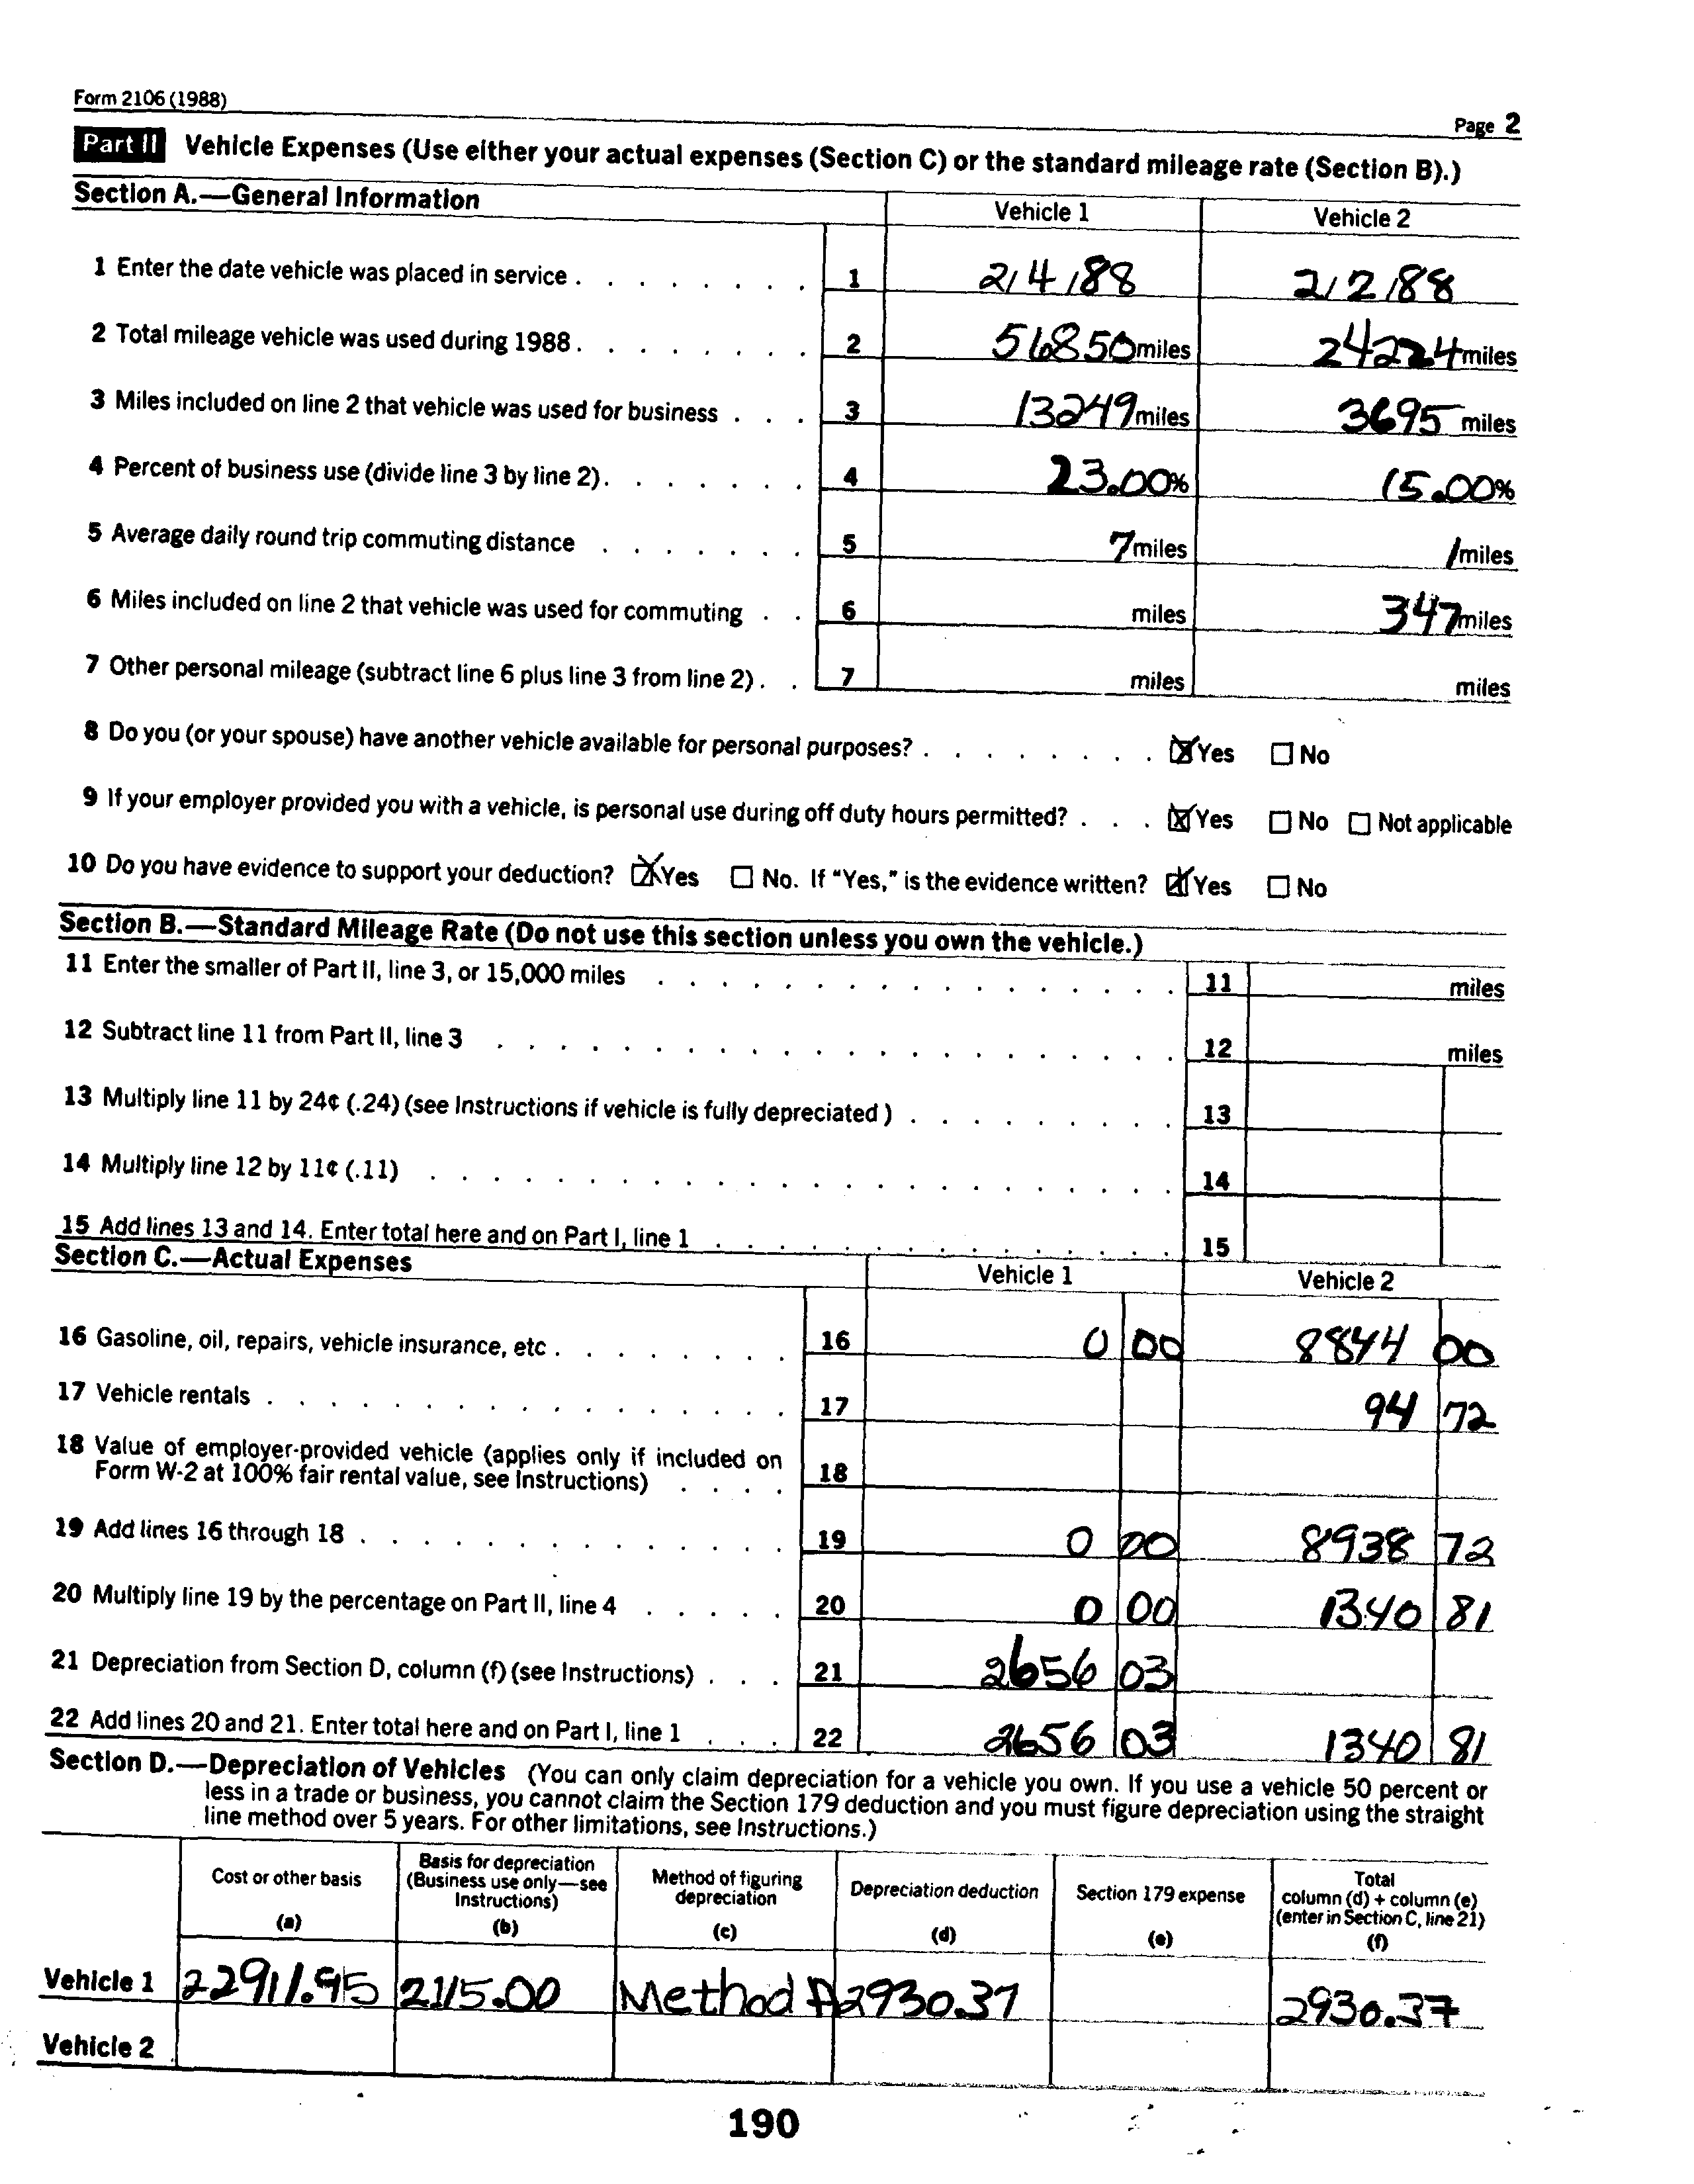 Form 2106 (1988)
Page 2
Part II Vehicle Expenses (Use either your actual expenses (Section C) or the standard mileage rate (Section B).)
Section A.—General Information Vehicle 1 Vehicle 2
1 Enter the date vehicle was placed in service . . . . . . . . 1 2/4/88 2/2/88
2 Total mileage vehicle was used during 1988 . . . . . . . . 2 56850 miles 24224 miles
3 Miles included on line 2 that vehicle was used for business . . . 3 13249 miles 3695 miles
4 Percent of business use (divide line 3 by line 2) . . . . . . . 4 23.00% 15.00%
5 Average daily round trip commuting distance . . . . . . . 5 7 miles 1 miles
6 Miles included on line 2 that vehicle was used for commuting . . 6 miles 347 miles
7 Other personal mileage (subtract line 6 plus line 3 from line 2) . . 7 miles miles
8 Do you (or your spouse) have another vehicle available for personal purposes? . . . . . . . . ☒ Yes ☐ No
9 If your employer provided you with a vehicle, is personal use during off duty hours permitted? . . . ☒ Yes ☐ No ☐ Not applicable
10 Do you have evidence to support your deduction? ☒ Yes ☐ No. If "Yes," is the evidence written? ☒ Yes ☐ No
Section B.—Standard Mileage Rate (Do not use this section unless you own the vehicle.)
11 Enter the smaller of Part II, line 3, or 15,000 miles . . . . . . . . . . . . . . . . . 11 miles
12 Subtract line 11 from Part II, line 3 . . . . . . . . . . . . . . . . . . . . . . 12 miles
13 Multiply line 11 by 24¢ (.24) (see Instructions if vehicle is fully depreciated ) . . . . . . . . . 13
14 Multiply line 12 by 11¢ (.11) . . . . . . . . . . . . . . . . . . . . . . . . 14
15 Add lines 13 and 14. Enter total here and on Part I, line 1 . . . . . . . . . . . . . . . 15
Section C.—Actual Expenses Vehicle 1 Vehicle 2
16 Gasoline, oil, repairs, vehicle insurance, etc . . . . . . . . 16 0 00 8844 00
17 Vehicle rentals . . . . . . . . . . . . . . . . . 17 94 72
18 Value of employer-provided vehicle (applies only if included on
Form W-2 at 100% fair rental value, see Instructions) . . . . 18
19 Add lines 16 through 18 . . . . . . . . . . . . . . 19 0 00 8938 72
20 Multiply line 19 by the percentage on Part II, line 4 . . . . . 20 0 00 1340 81
21 Depreciation from Section D, column (f) (see Instructions) . . . 21 2656 03
22 Add lines 20 and 21. Enter total here and on Part I, line 1 . . . 22 2656 03 1340 81
Section D.—Depreciation of Vehicles (You can only claim depreciation for a vehicle you own. If you use a vehicle 50 percent or
less in a trade or business, you cannot claim the Section 179 deduction and you must figure depreciation using the straight
line method over 5 years. For other limitations, see Instructions.)
Cost or other basis
(a)
Basis for depreciation
(Business use only—see
Instructions)
(b)
Method of figuring
depreciation
(c)
Depreciation deduction
(d)
Section 179 expense
(e)
Total
column (d) + column (e)
(enter in Section C, line 21)
(f)
Vehicle 1 22911.95 2115.00 Method A 2930.37 2930.37
Vehicle 2
190